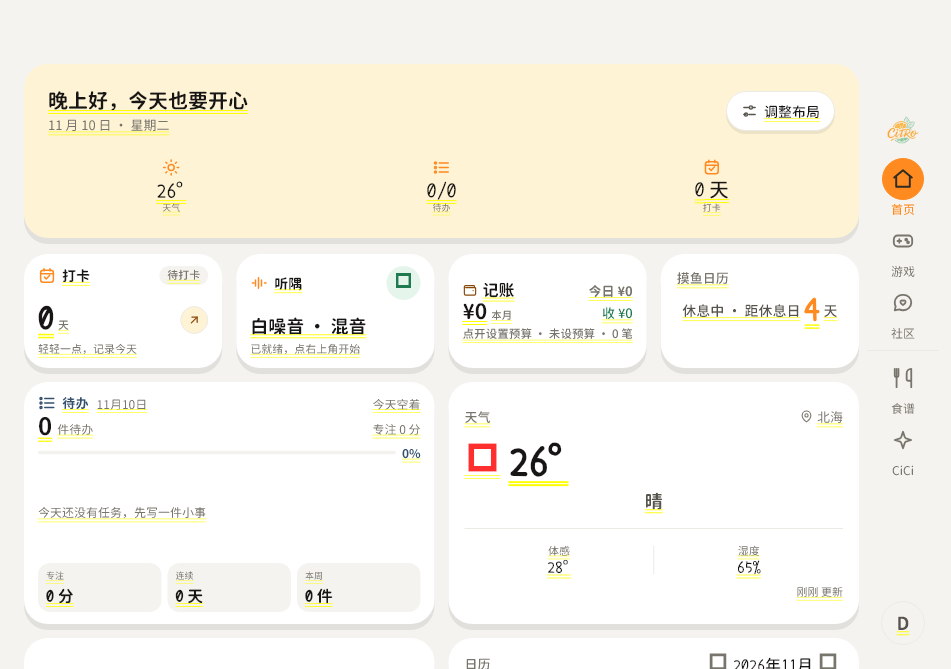 晚上好，今天也要开心
11 月 10 日 · 星期二
调整布局
26°
天气
0/0
待办
0 天
打卡
Citro
首页
游戏
社区
食谱
CiCi
D
打卡
待打卡
0 天
轻轻一点，记录今天
听隅
白噪音 · 混音
已就绪，点右上角开始
记账
今日 ¥0
¥0 本月
收 ¥0
点开设置预算 · 未设预算 · 0 笔
摸鱼日历
休息中 · 距休息日 4 天
待办 11月10日
今天空着
0 件待办
专注 0 分
0%
今天还没有任务，先写一件小事
专注
0 分
连续
0 天
本周
0 件
天气
北海
26°
晴
体感
28°
湿度
65%
刚刚 更新
日历
2026年11月